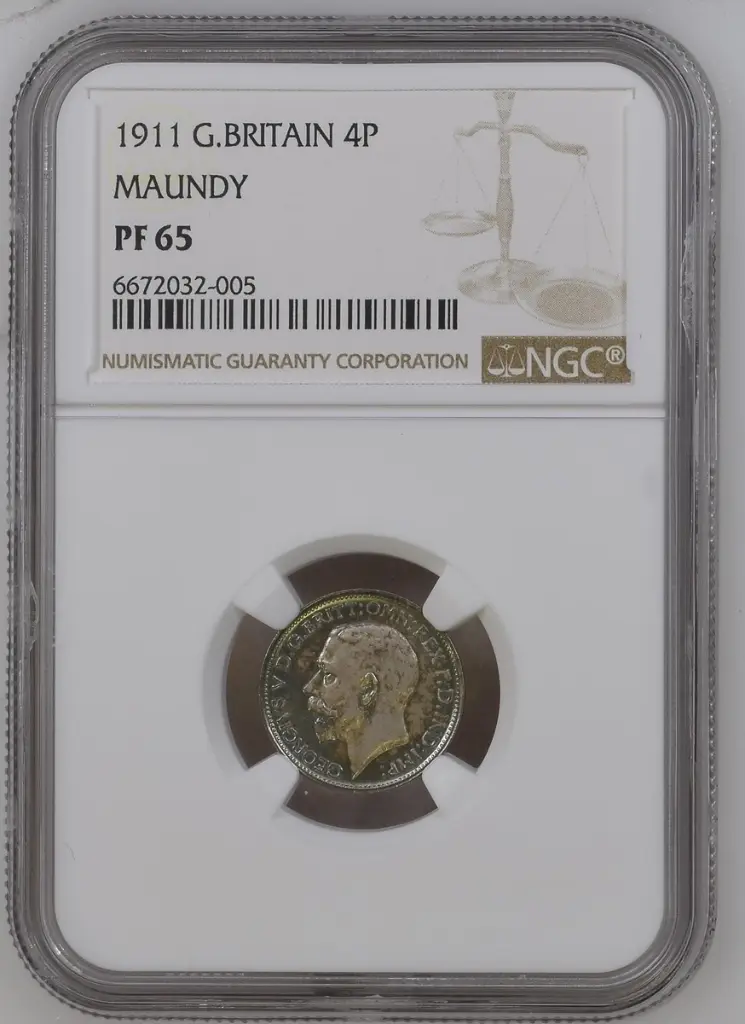 1911 G.BRITAIN 4P
MAUNDY
PF 65
6672032-005
NUMISMATIC GUARANTY CORPORATION
NGC®
GEORGIVS V D.G.BRITT:OMN:REX F.D.IND:IMP: